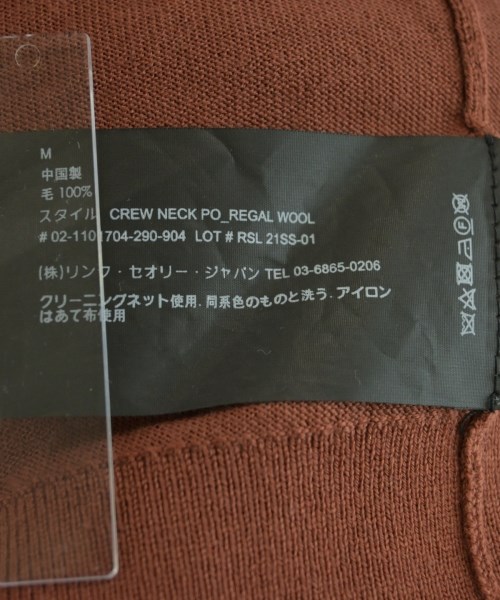 M
中国製
毛 100%
スタイル CREW NECK PO_REGAL WOOL
# 02-1101704-290-904 LOT # RSL 21SS-01
(株)リンク・セオリー・ジャパン TEL 03-6865-0206
クリーニングネット使用. 同系色のものと洗う. アイロン
はあて布使用